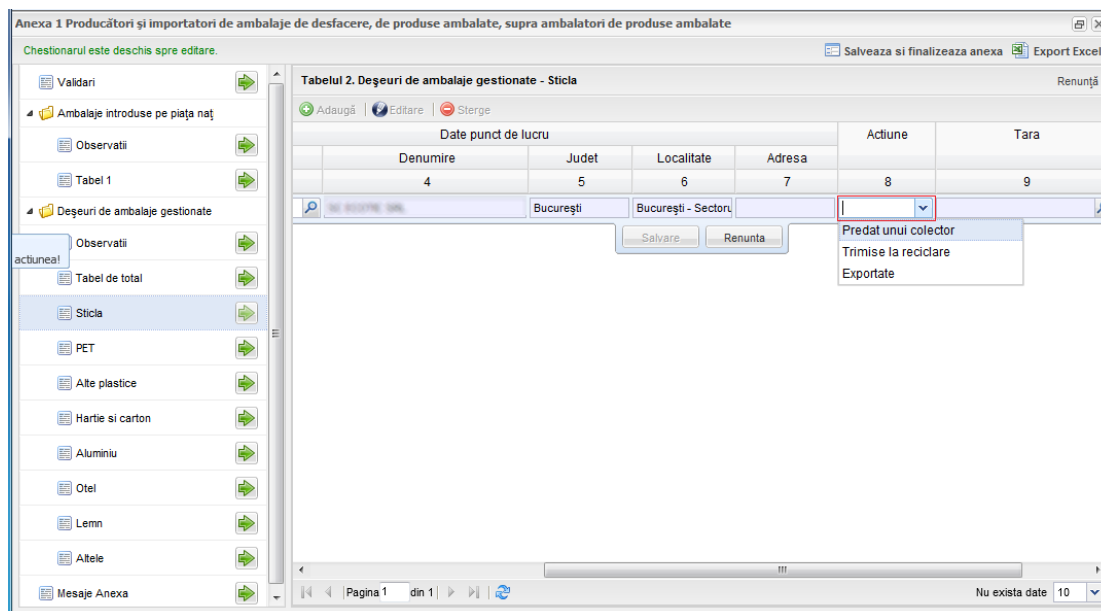 Anexa 1 Producători şi importatori de ambalaje de desfacere, de produse ambalate, supra ambalatori de produse ambalate
Chestionarul este deschis spre editare.
Salveaza si finalizeaza anexa Export Excel
Validari
Ambalaje introduse pe piaţa naţ
Observatii
Tabel 1
Deşeuri de ambalaje gestionate
Observatii
actiunea!
Tabel de total
Sticla
PET
Alte plastice
Hartie si carton
Aluminiu
Otel
Lemn
Altele
Mesaje Anexa
Tabelul 2. Deşeuri de ambalaje gestionate - Sticla Renunţă
Adaugă Editare Sterge
Date punct de lucru Actiune Tara
Denumire Judet Localitate Adresa
4 5 6 7 8 9
Bucureşti Bucureşti - Sectoru
Salvare Renunta
Predat unui colector
Trimise la reciclare
Exportate
Pagina 1 din 1 Nu exista date 10